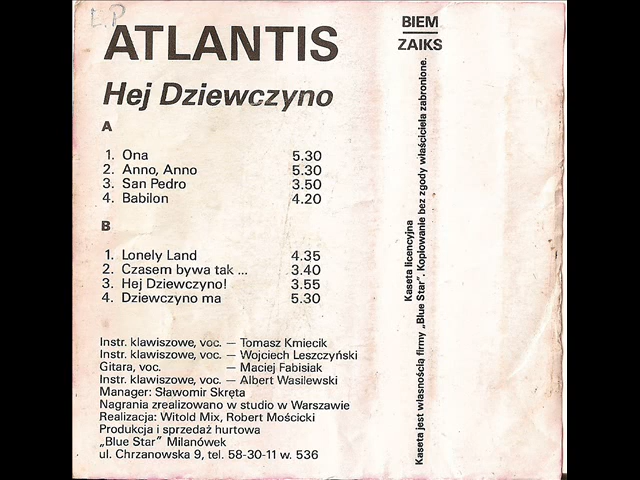 L.P
ATLANTIS
Hej Dziewczyno
A
1. Ona 5.30
2. Anno, Anno 5.30
3. San Pedro 3.50
4. Babilon 4.20
B
1. Lonely Land 4.35
2. Czasem bywa tak ... 3.40
3. Hej Dziewczyno! 3.55
4. Dziewczyno ma 5.30
Instr. klawiszowe, voc. — Tomasz Kmiecik
Instr. klawiszowe, voc. — Wojciech Leszczyński
Gitara, voc. — Maciej Fabisiak
Instr. klawiszowe, voc. — Albert Wasilewski
Manager: Sławomir Skręta
Nagrania zrealizowano w studio w Warszawie
Realizacja: Witold Mix, Robert Mościcki
Produkcja i sprzedaż hurtowa
„Blue Star” Milanówek
ul. Chrzanowska 9, tel. 58-30-11 w. 536
BIEM
ZAIKS
Kaseta licencyjna
Kaseta jest własnością firmy „Blue Star”. Kopiowanie bez zgody właściciela zabronione.